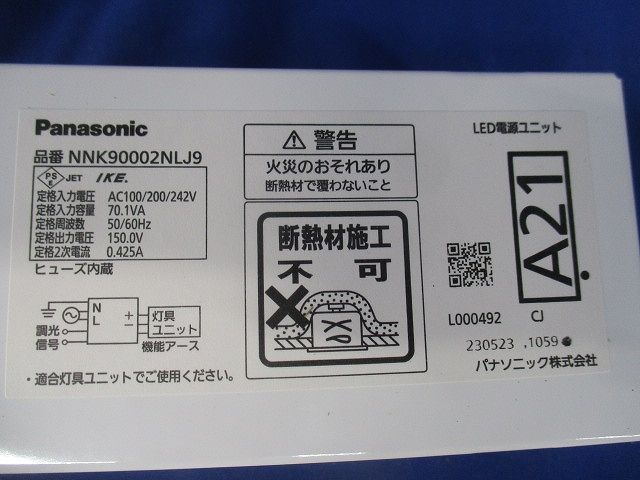 Panasonic
品番 NNK90002NLJ9
PS E JET IKE.
定格入力電圧 AC100/200/242V
定格入力容量 70.1VA
定格周波数 50/60Hz
定格出力電圧 150.0V
定格2次電流 0.425A
ヒューズ内蔵
N
L
+
−
灯具
ユニット
調光
信号
機能アース
・適合灯具ユニットでご使用ください。
⚠ 警告
火災のおそれあり
断熱材で覆わないこと
断熱材施工
不可
LED電源ユニット
A21
L000492 CJ
230523 ,1059
パナソニック株式会社